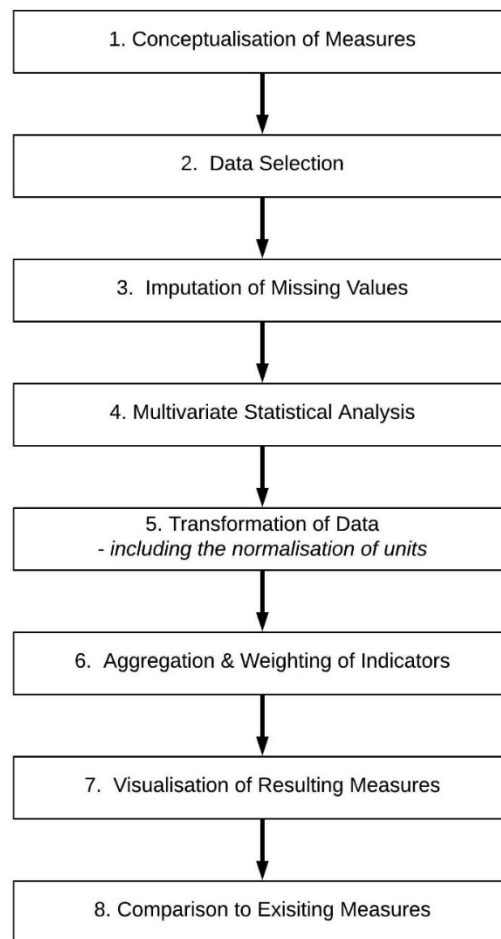 1. Conceptualisation of Measures
2. Data Selection
3. Imputation of Missing Values
4. Multivariate Statistical Analysis
5. Transformation of Data
- including the normalisation of units
6. Aggregation & Weighting of Indicators
7. Visualisation of Resulting Measures
8. Comparison to Exisiting Measures